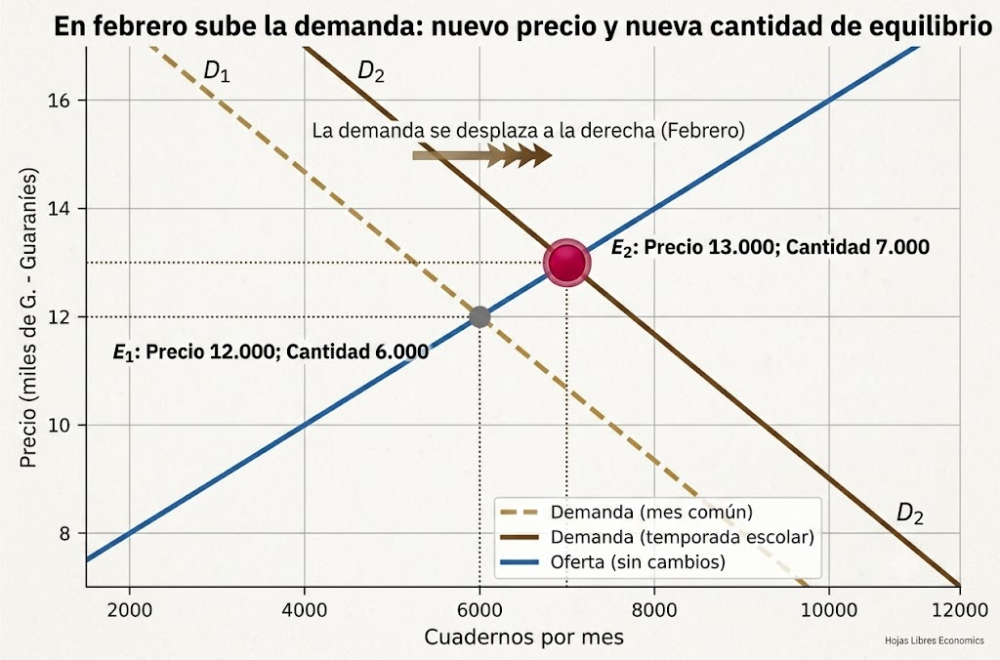 En febrero sube la demanda: nuevo precio y nueva cantidad de equilibrio
D₁
D₂
La demanda se desplaza a la derecha (Febrero)
E₂: Precio 13.000; Cantidad 7.000
E₁: Precio 12.000; Cantidad 6.000
D₂
Precio (miles de G. - Guaraníes)
16
14
12
10
8
Demanda (mes común)
Demanda (temporada escolar)
Oferta (sin cambios)
2000 4000 6000 8000 10000 12000
Cuadernos por mes
Hojas Libres Economics